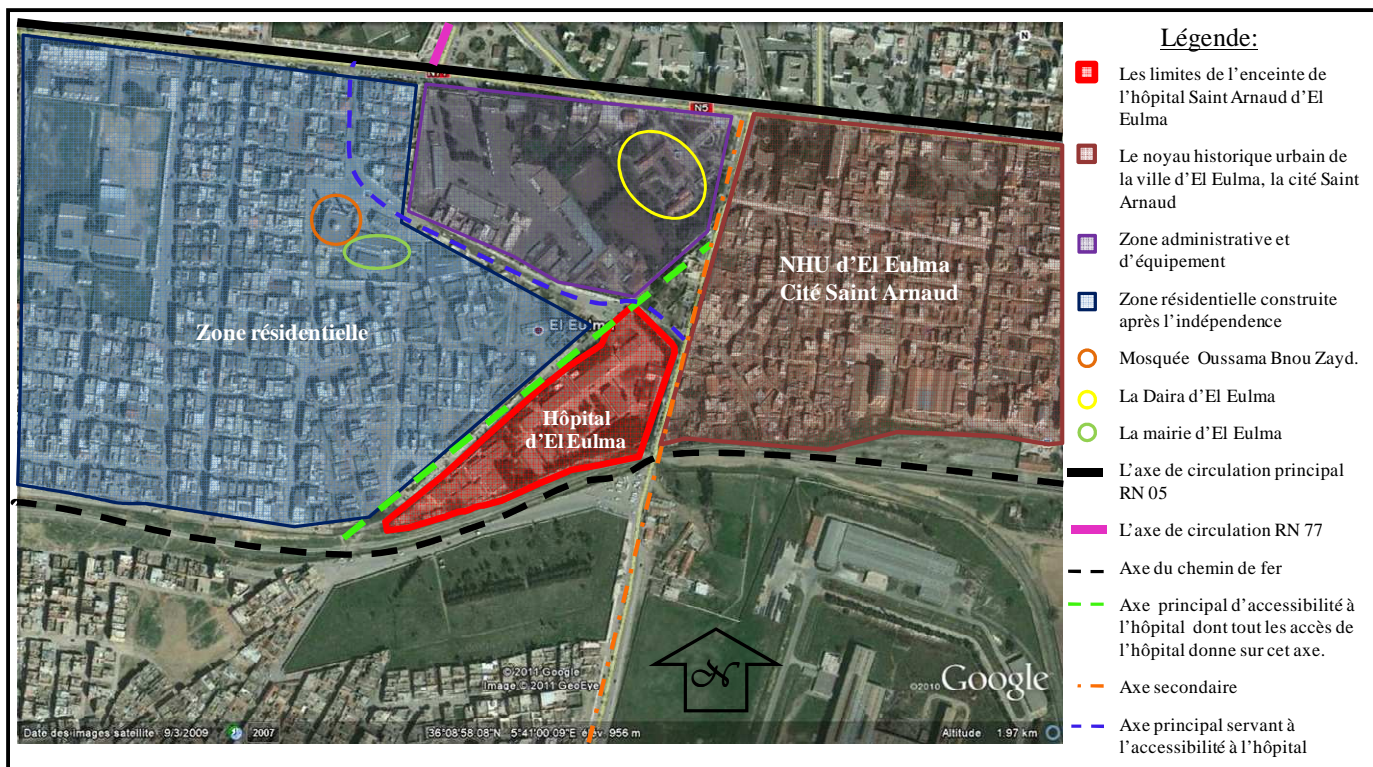 N
N5
NHU d'El Eulma
Cité Saint Arnaud
Zone résidentielle
El Eulma
Hôpital
d'El Eulma
© 2011 Google
Image © 2011 GeoEye
N
©2010 Google
Date des images satellite : 9/3/2009 2007 36°08'58.08"N 5°41'00.09"E élév. 956 m Altitude 1.97 km
Légende:
Les limites de l'enceinte de
l'hôpital Saint Arnaud d'El
Eulma
Le noyau historique urbain de
la ville d'El Eulma, la cité Saint
Arnaud
Zone administrative et
d'équipement
Zone résidentielle construite
après l'indépendence
Mosquée Oussama Bnou Zayd.
La Daira d'El Eulma
La mairie d'El Eulma
L'axe de circulation principal
RN 05
L'axe de circulation RN 77
Axe du chemin de fer
Axe principal d'accessibilité à
l'hôpital dont tout les accès de
l'hôpital donne sur cet axe.
Axe secondaire
Axe principal servant à
l'accessibilité à l'hôpital